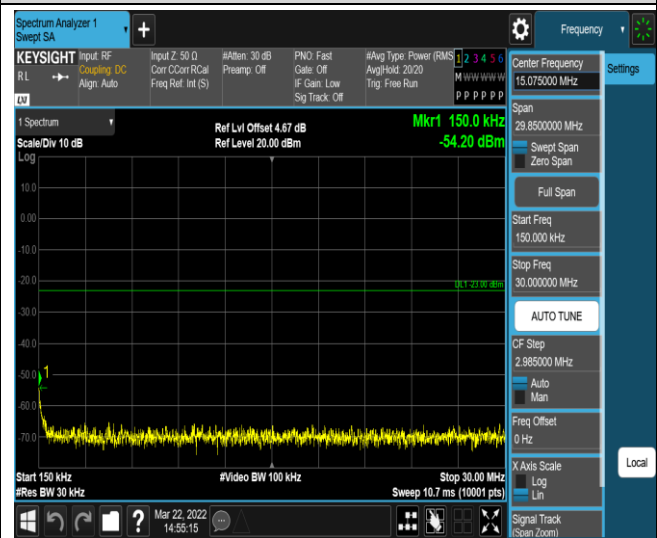 Spectrum Analyzer 1
Swept SA
Frequency
KEYSIGHT
R L
LXI
Input: RF
Coupling: DC
Align: Auto
Input Z: 50 Ω
Corr CCorr RCal
Freq Ref: Int (S)
#Atten: 30 dB
Preamp: Off
PNO: Fast
Gate: Off
IF Gain: Low
Sig Track: Off
#Avg Type: Power (RMS
Avg|Hold: 20/20
Trig: Free Run
1 2 3 4 5 6
M W W W W W
P P P P P P
Center Frequency
15.075000 MHz
Settings
1 Spectrum
Scale/Div 10 dB
Log
Ref Lvl Offset 4.67 dB
Ref Level 20.00 dBm
Mkr1 150.0 kHz
-54.20 dBm
10.0
0.00
-10.0
-20.0
-30.0
-40.0
-50.0
-60.0
-70.0
DL1 -23.00 dBm
1
Start 150 kHz
#Res BW 30 kHz
#Video BW 100 kHz
Stop 30.00 MHz
Sweep 10.7 ms (10001 pts)
Span
29.8500000 MHz
Swept Span
Zero Span
Full Span
Start Freq
150.000 kHz
Stop Freq
30.000000 MHz
AUTO TUNE
CF Step
2.985000 MHz
Auto
Man
Freq Offset
0 Hz
X Axis Scale
Log
Lin
Local
Signal Track
(Span Zoom)
?
Mar 22, 2022
14:55:15